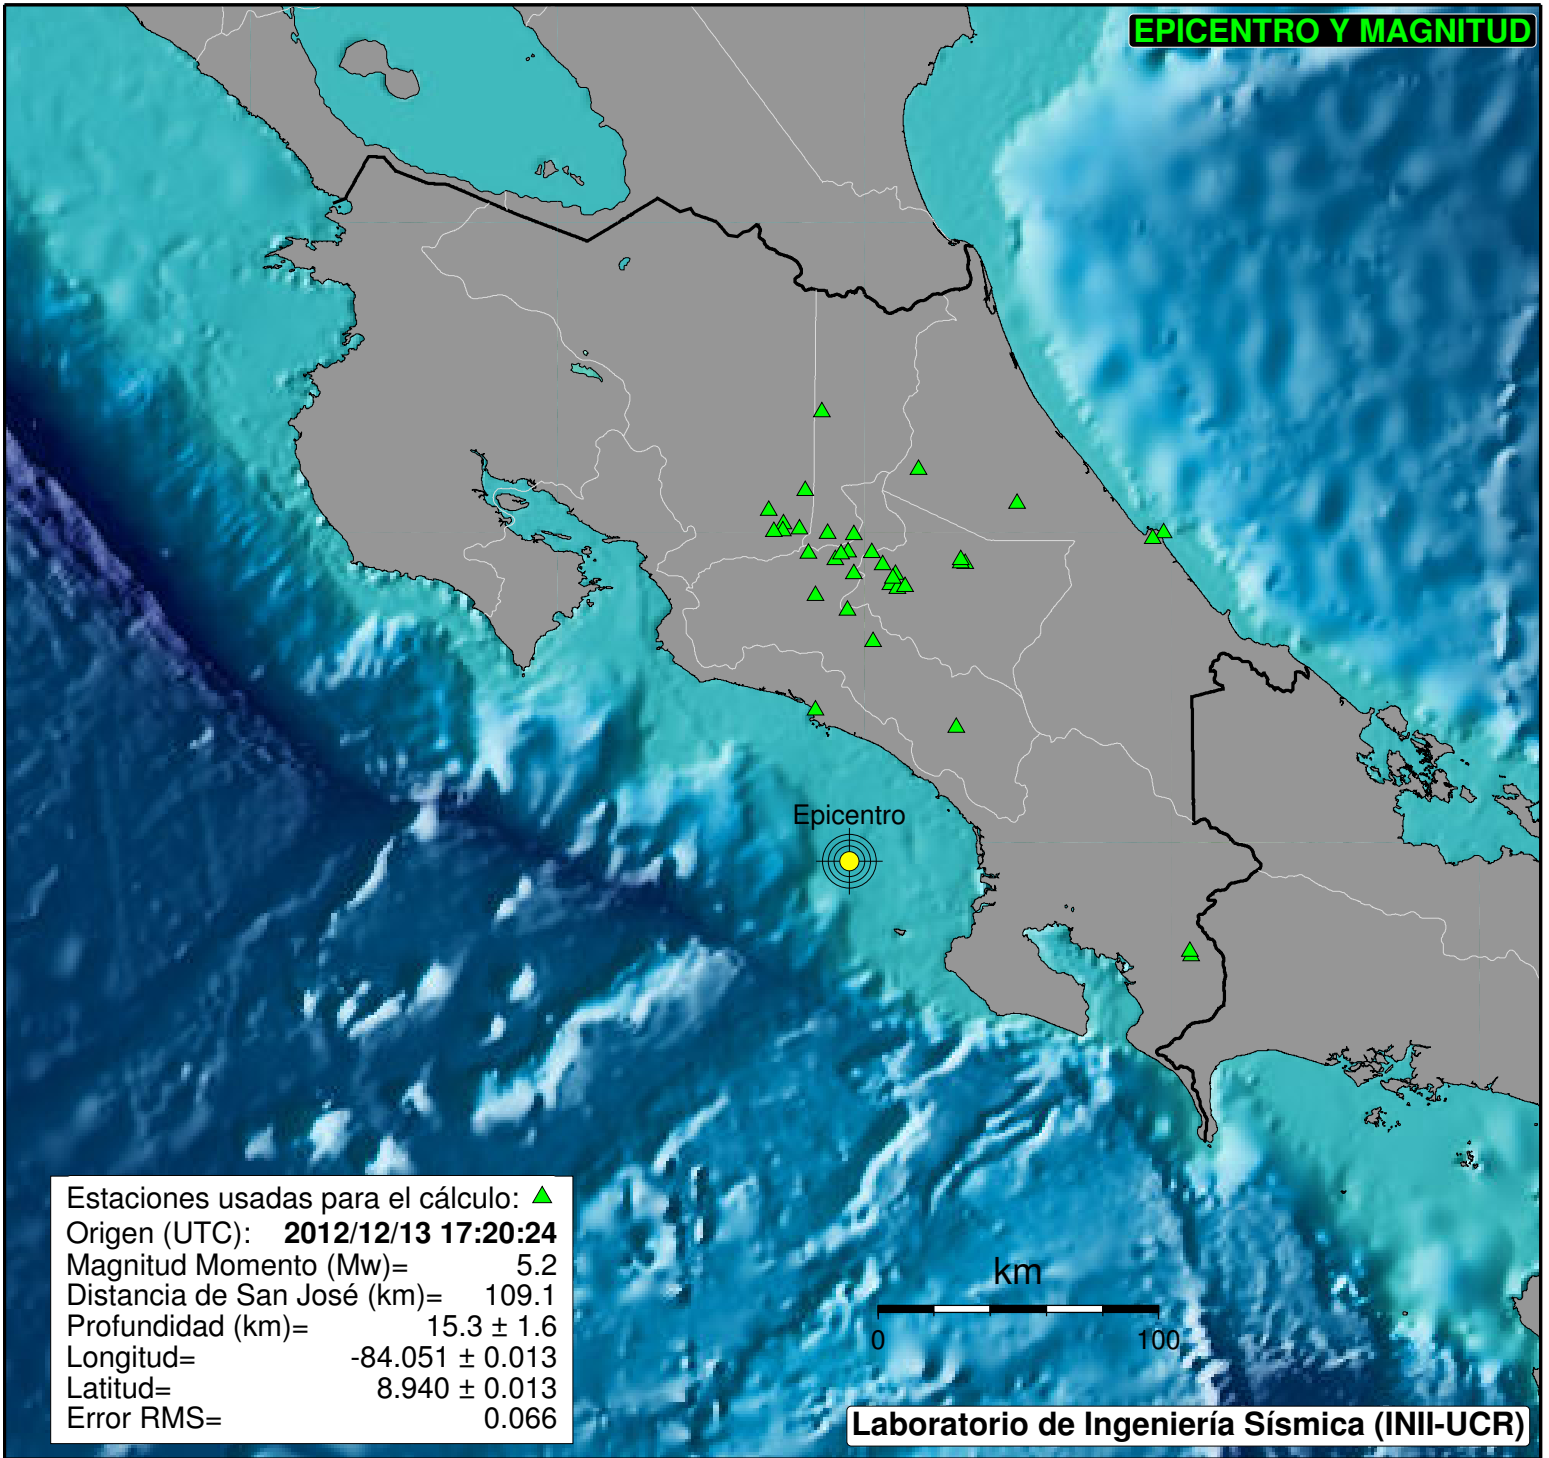 EPICENTRO Y MAGNITUD
Epicentro
Estaciones usadas para el cálculo:
Origen (UTC): 2012/12/13 17:20:24
Magnitud Momento (Mw)= 5.2
Distancia de San José (km)= 109.1
Profundidad (km)= 15.3 ± 1.6
Longitud= -84.051 ± 0.013
Latitud= 8.940 ± 0.013
Error RMS= 0.066
km
0 100
Laboratorio de Ingeniería Sísmica (INII-UCR)